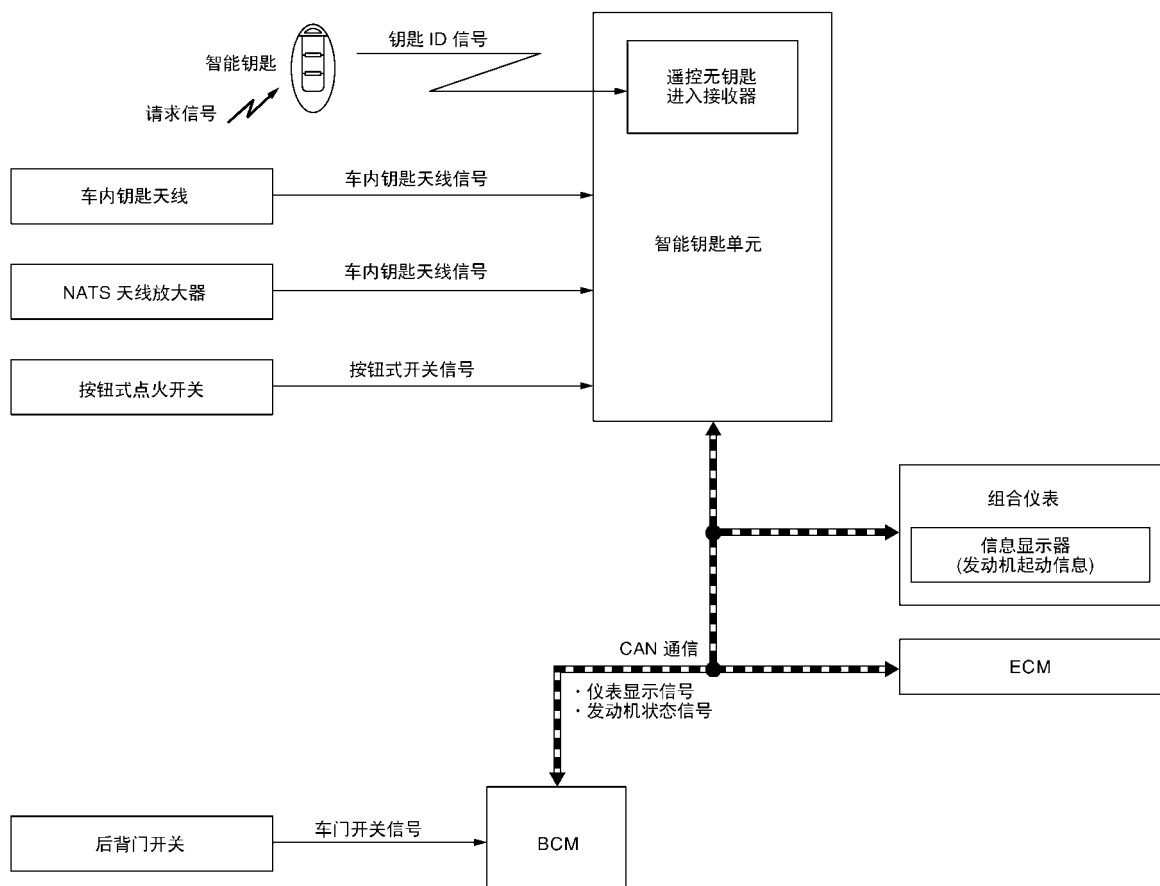 钥匙 ID 信号
智能钥匙
请求信号
遥控无钥匙
进入接收器
车内钥匙天线
车内钥匙天线信号
智能钥匙单元
NATS 天线放大器
车内钥匙天线信号
按钮式点火开关
按钮式开关信号
组合仪表
信息显示器
(发动机起动信息)
CAN 通信
· 仪表显示信号
· 发动机状态信号
ECM
后背门开关
车门开关信号
BCM